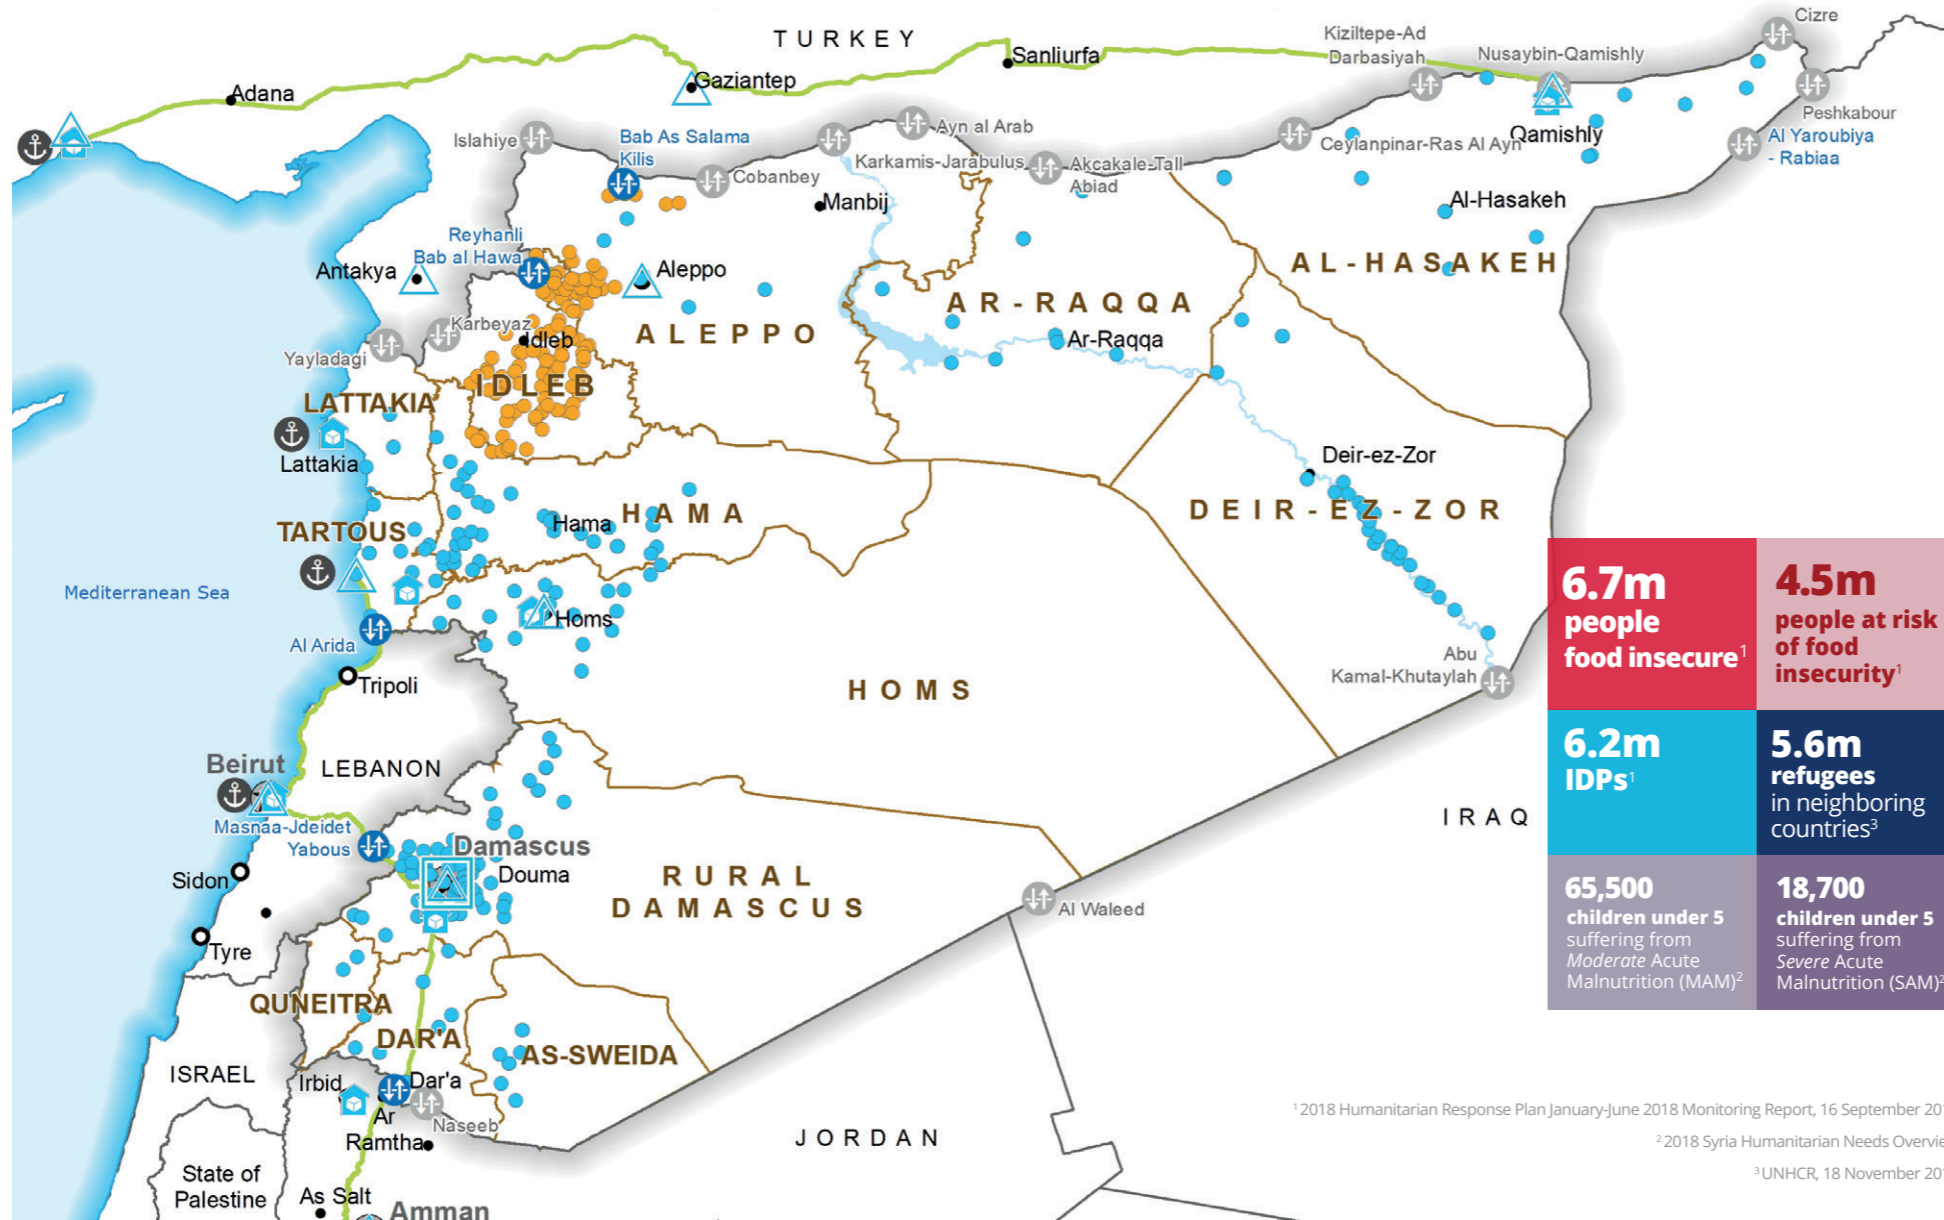 TURKEY
Cizre
Kiziltepe-Ad
Darbasiyah
Nusaybin-Qamishly
Sanliurfa
Gaziantep
Adana
Peshkabour
Al Yaroubiya
- Rabiaa
Islahiye
Bab As Salama
Kilis
Ayn al Arab
Karkamis-Jarabulus
Akcakale-Tall
Abiad
Ceylanpinar-Ras Al Ayn
Qamishly
Cobanbey
Manbij
Al-Hasakeh
Reyhanli
Bab al Hawa
Antakya
Aleppo
AL-HASAKEH
AR-RAQQA
Karbeyaz
Idleb
ALEPPO
Ar-Raqqa
Yayladagi
IDLEB
LATTAKIA
Lattakia
Deir-ez-Zor
DEIR-EZ-ZOR
TARTOUS
Hama
HAMA
Mediterranean Sea
Homs
Al Arida
Tripoli
HOMS
Abu
Kamal-Khutaylah
6.7m
people
food insecure1
4.5m
people at risk
of food
insecurity1
6.2m
IDPs1
5.6m
refugees
in neighboring
countries3
65,500
children under 5
suffering from
Moderate Acute
Malnutrition (MAM)2
18,700
children under 5
suffering from
Severe Acute
Malnutrition (SAM)2
Beirut
LEBANON
IRAQ
Masnaa-Jdeidet
Yabous
Damascus
Douma
Sidon
RURAL
DAMASCUS
Al Waleed
Tyre
QUNEITRA
DAR'A
AS-SWEIDA
ISRAEL
Irbid
Dar'a
Ar
Ramtha
Naseeb
JORDAN
State of
Palestine
As Salt
Amman
1 2018 Humanitarian Response Plan January-June 2018 Monitoring Report, 16 September 201
2 2018 Syria Humanitarian Needs Overvie
3 UNHCR, 18 November 201